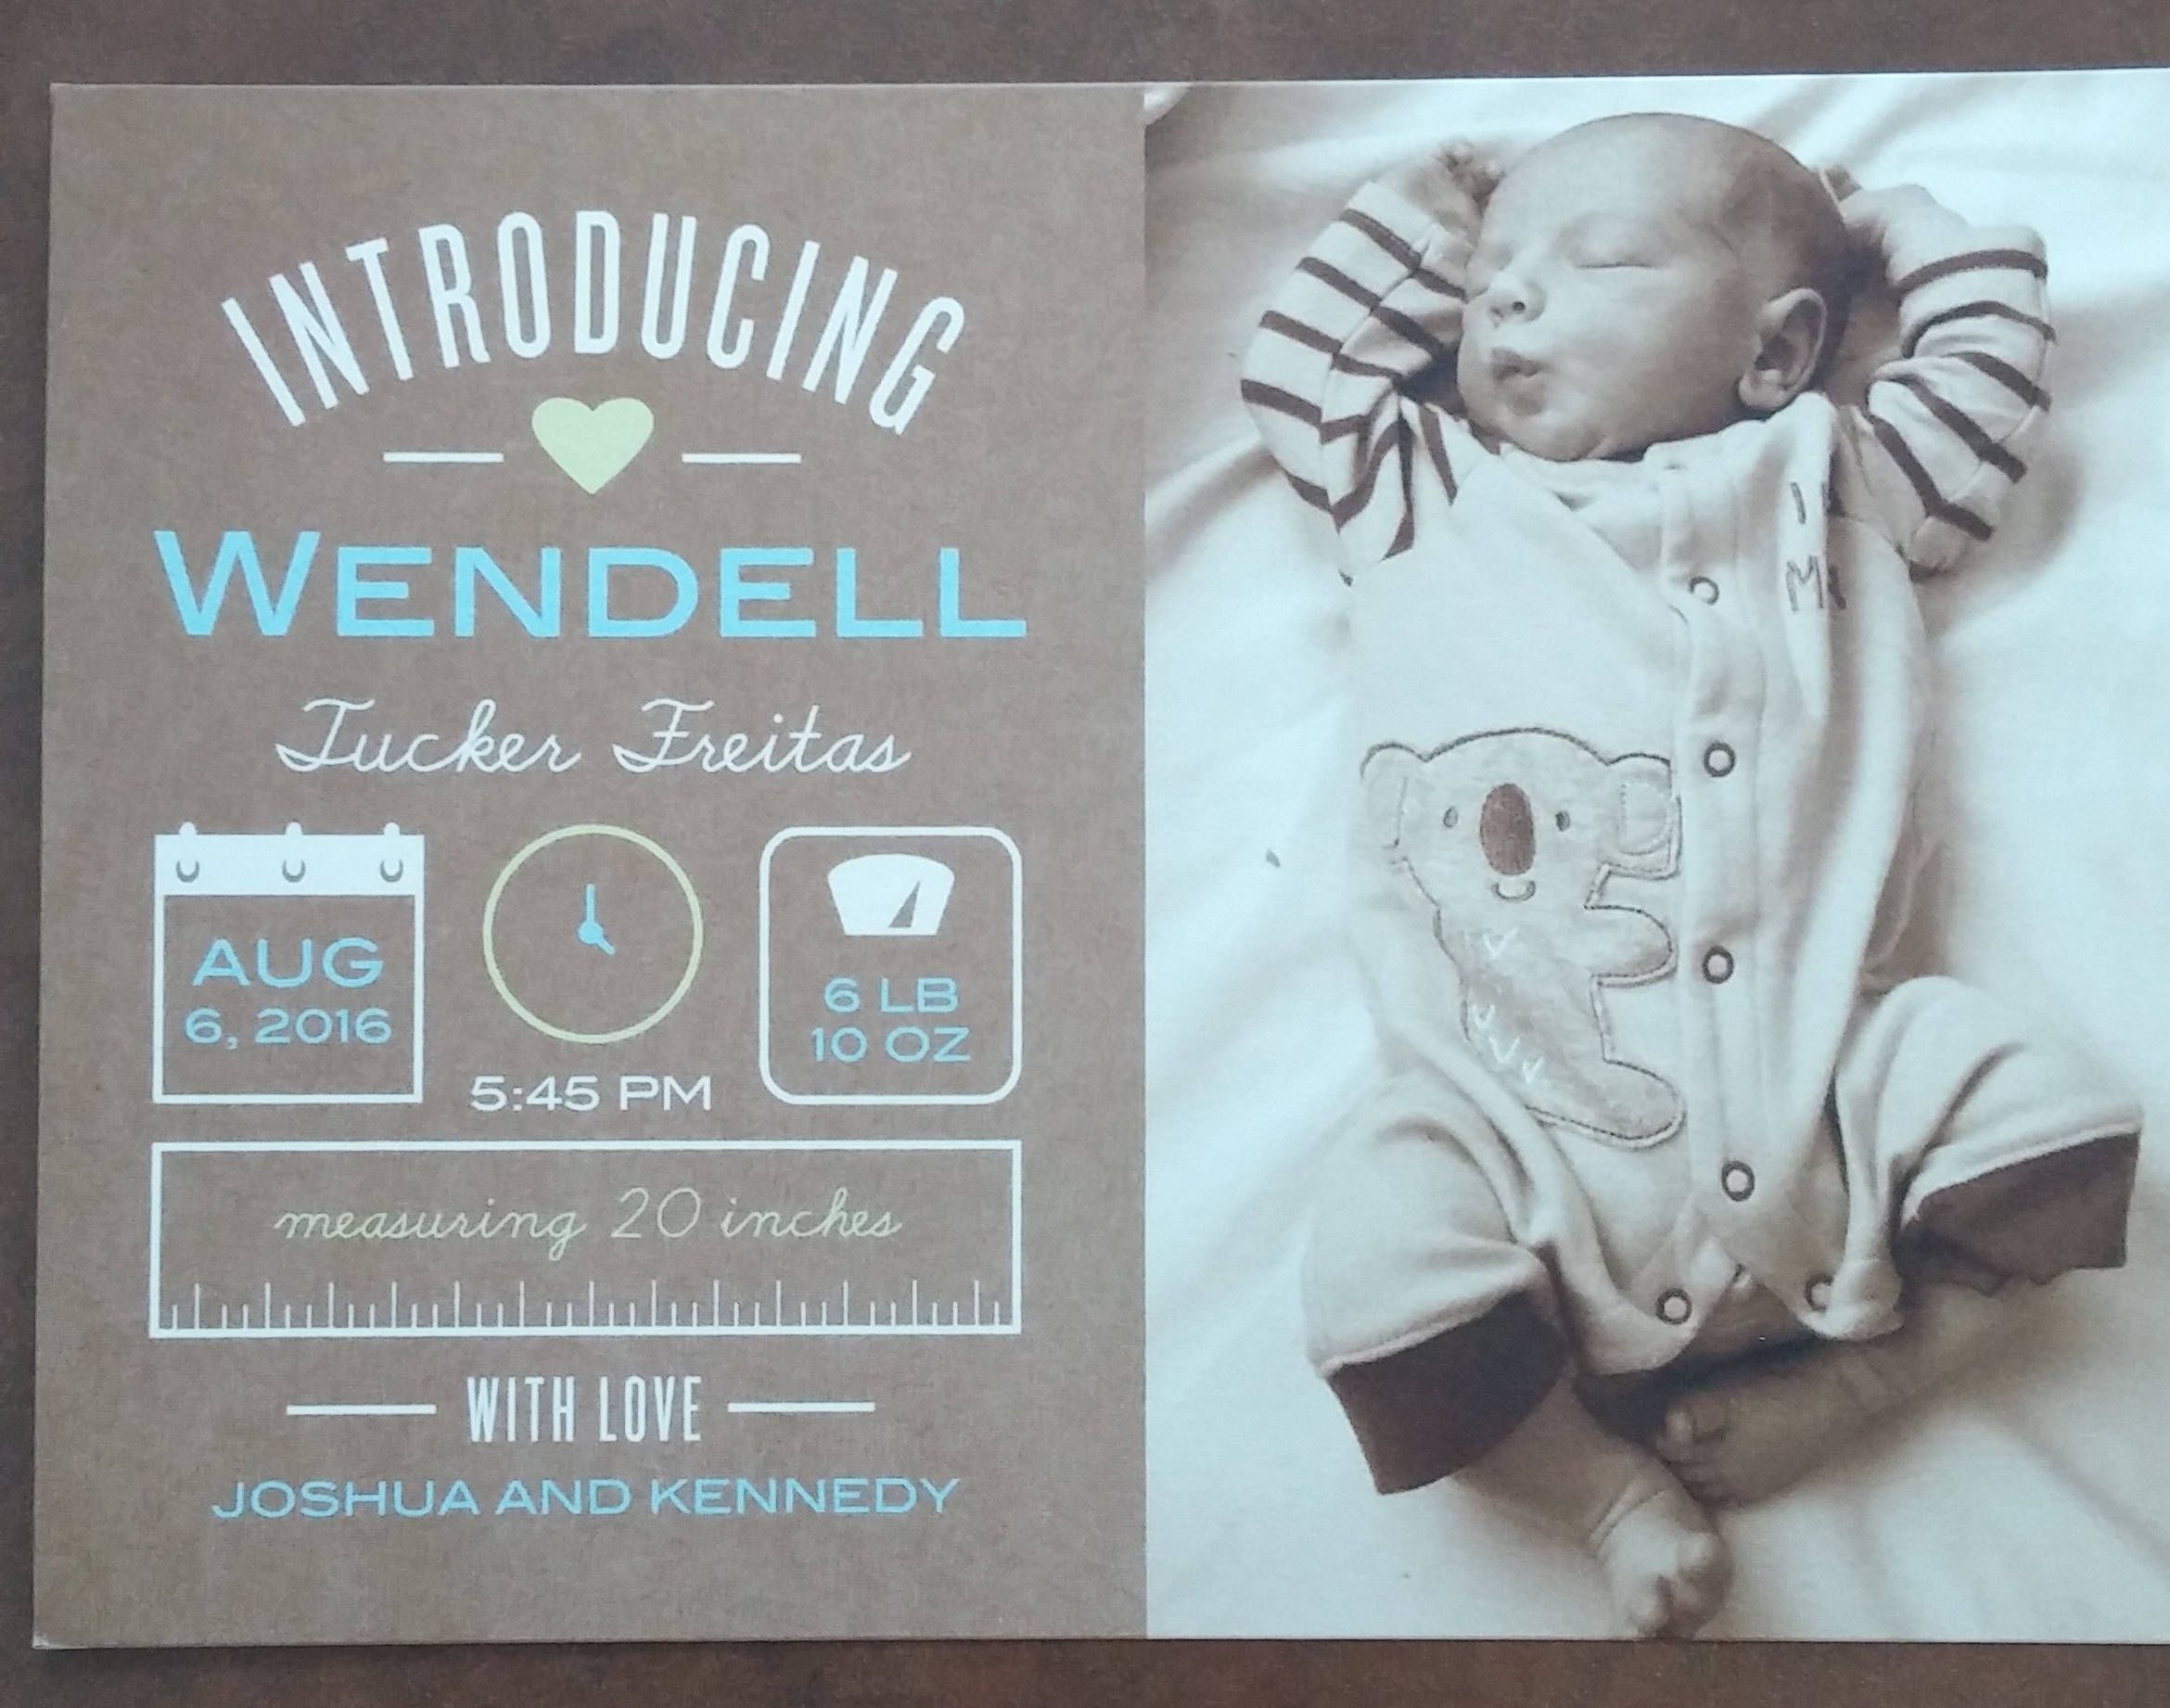 INTRODUCING
WENDELL
Tucker Freitas
AUG
6, 2016
5:45 PM
6 LB
10 OZ
measuring 20 inches
WITH LOVE
JOSHUA AND KENNEDY